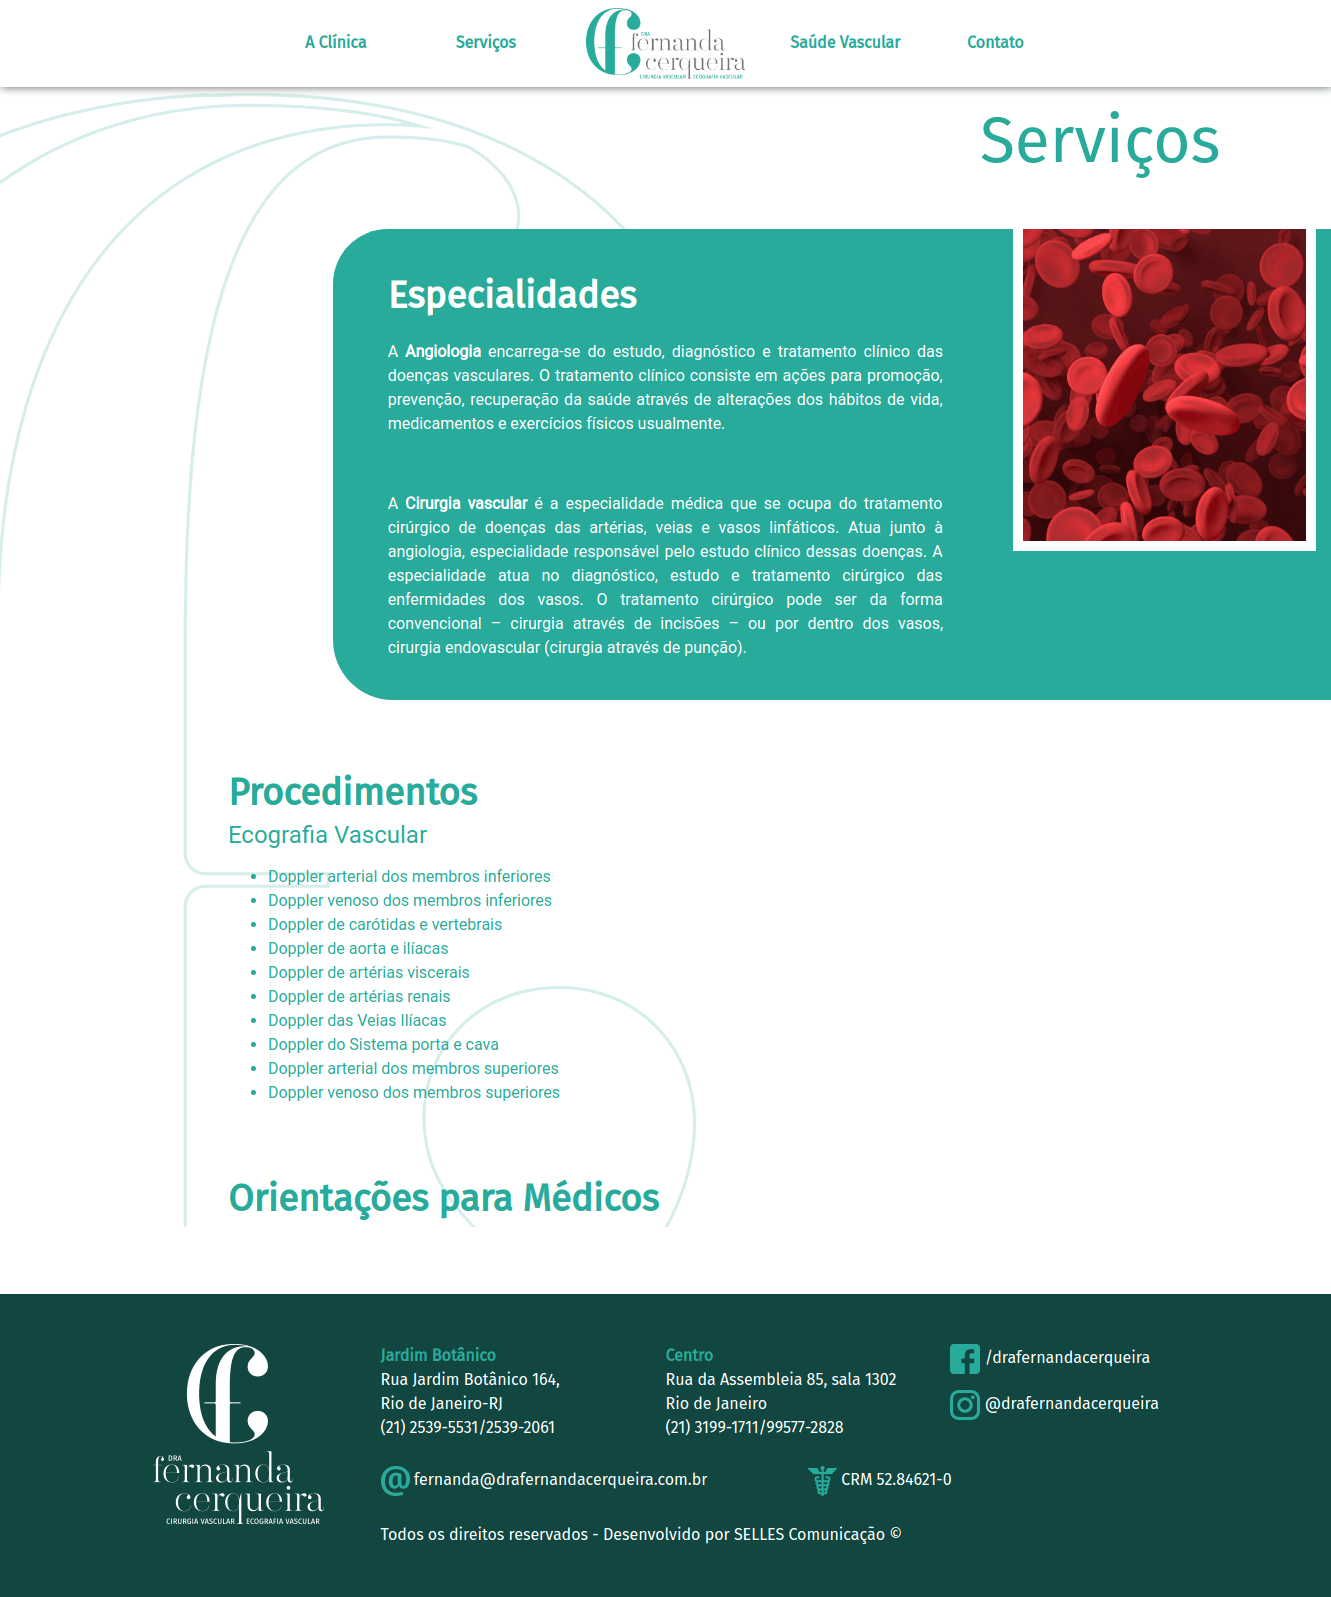 A Clínica
Serviços
DRA
fernanda
cerqueira
CIRURGIA VASCULAR ECOGRAFIA VASCULAR
Saúde Vascular
Contato
Serviços
Especialidades
A Angiologia encarrega-se do estudo, diagnóstico e tratamento clínico das
doenças vasculares. O tratamento clínico consiste em ações para promoção,
prevenção, recuperação da saúde através de alterações dos hábitos de vida,
medicamentos e exercícios físicos usualmente.
A Cirurgia vascular é a especialidade médica que se ocupa do tratamento
cirúrgico de doenças das artérias, veias e vasos linfáticos. Atua junto à
angiologia, especialidade responsável pelo estudo clínico dessas doenças. A
especialidade atua no diagnóstico, estudo e tratamento cirúrgico das
enfermidades dos vasos. O tratamento cirúrgico pode ser da forma
convencional – cirurgia através de incisões – ou por dentro dos vasos,
cirurgia endovascular (cirurgia através de punção).
Procedimentos
Ecografia Vascular
• Doppler arterial dos membros inferiores
• Doppler venoso dos membros inferiores
• Doppler de carótidas e vertebrais
• Doppler de aorta e ilíacas
• Doppler de artérias viscerais
• Doppler de artérias renais
• Doppler das Veias Ilíacas
• Doppler do Sistema porta e cava
• Doppler arterial dos membros superiores
• Doppler venoso dos membros superiores
Orientações para Médicos
DRA
fernanda
cerqueira
CIRURGIA VASCULAR ECOGRAFIA VASCULAR
Jardim Botânico
Rua Jardim Botânico 164,
Rio de Janeiro-RJ
(21) 2539-5531/2539-2061
Centro
Rua da Assembleia 85, sala 1302
Rio de Janeiro
(21) 3199-1711/99577-2828
/drafernandacerqueira
@drafernandacerqueira
@ fernanda@drafernandacerqueira.com.br
CRM 52.84621-0
Todos os direitos reservados - Desenvolvido por SELLES Comunicação ©